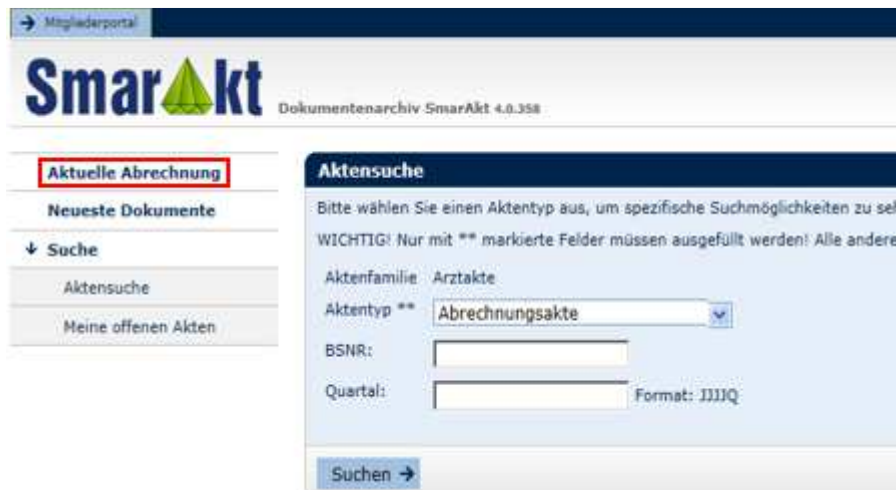 Mitgliederportal
SmarAkt
Dokumentenarchiv SmarAkt 4.0.358
Aktuelle Abrechnung
Neueste Dokumente
Suche
Aktensuche
Meine offenen Akten
Aktensuche
Bitte wählen Sie einen Aktentyp aus, um spezifische Suchmöglichkeiten zu se
WICHTIG! Nur mit ** markierte Felder müssen ausgefüllt werden! Alle andere
Aktenfamilie Arztakte
Aktentyp ** Abrechnungsakte
BSNR:
Quartal: Format: JJJJQ
Suchen